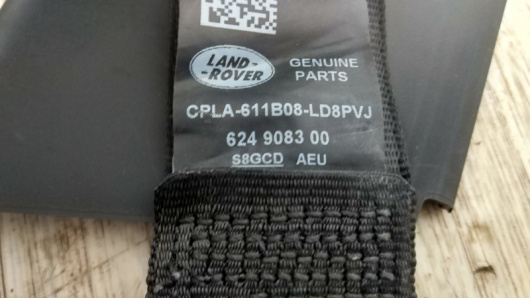 LAND-
-ROVER
GENUINE
PARTS
CPLA-611B08-LD8PVJ
624 9083 00
S8GCD AEU